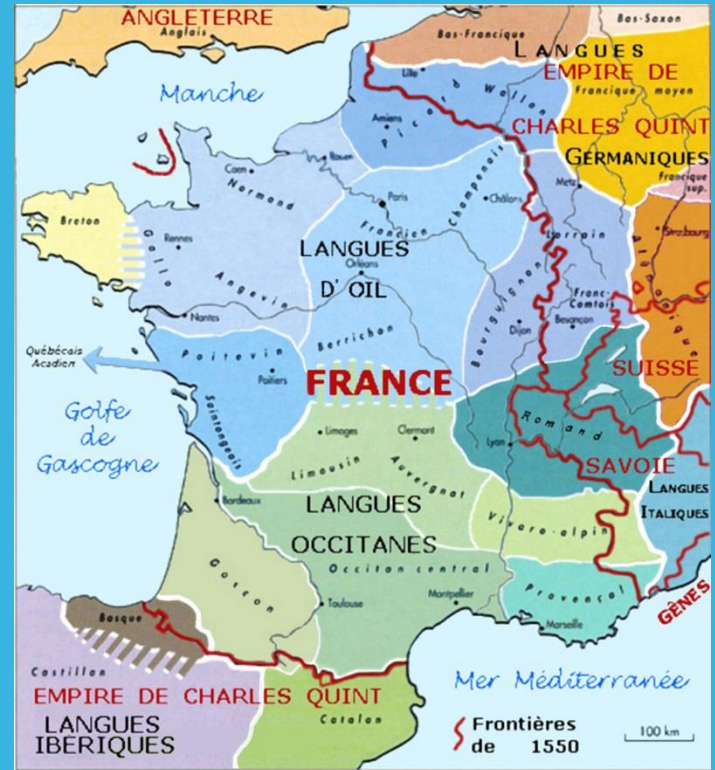 ANGLETERRE
Anglais
Bas-Francique
Bas-Saxon
LANGUES
EMPIRE DE
Francique moyen
CHARLES QUINT
GERMANIQUES
Francique
sup.
Manche
Lille
Picard
Wallon
Amiens
Rouen
Caen
Normand
Breton
Gallo
Rennes
Angevin
Nantes
Paris
Francien
Champenois
Châlons
Metz
Lorrain
Strasbourg
Alémanique
LANGUES
Orléans
D'OIL
Berrichon
Bourguignon
Franc-
Comtois
Besançon
Dijon
SUISSE
Québécais
Acadien
Poitevin
Poitiers
Saintongeais
FRANCE
Golfe
de
Gascogne
Limoges
Clermont
Limousin
Auvergnat
Lyon
Romand
SAVOIE
LANGUES
ITALIQUES
Bordeaux
LANGUES
OCCITANES
Occitan central
Vivaro-alpin
Gascon
Toulouse
Montpellier
Provençal
Marseille
GÊNES
Basque
Castillan
EMPIRE DE CHARLES QUINT
LANGUES
IBÉRIQUES
Catalan
Mer Méditerranée
Frontières
de 1550
100 km